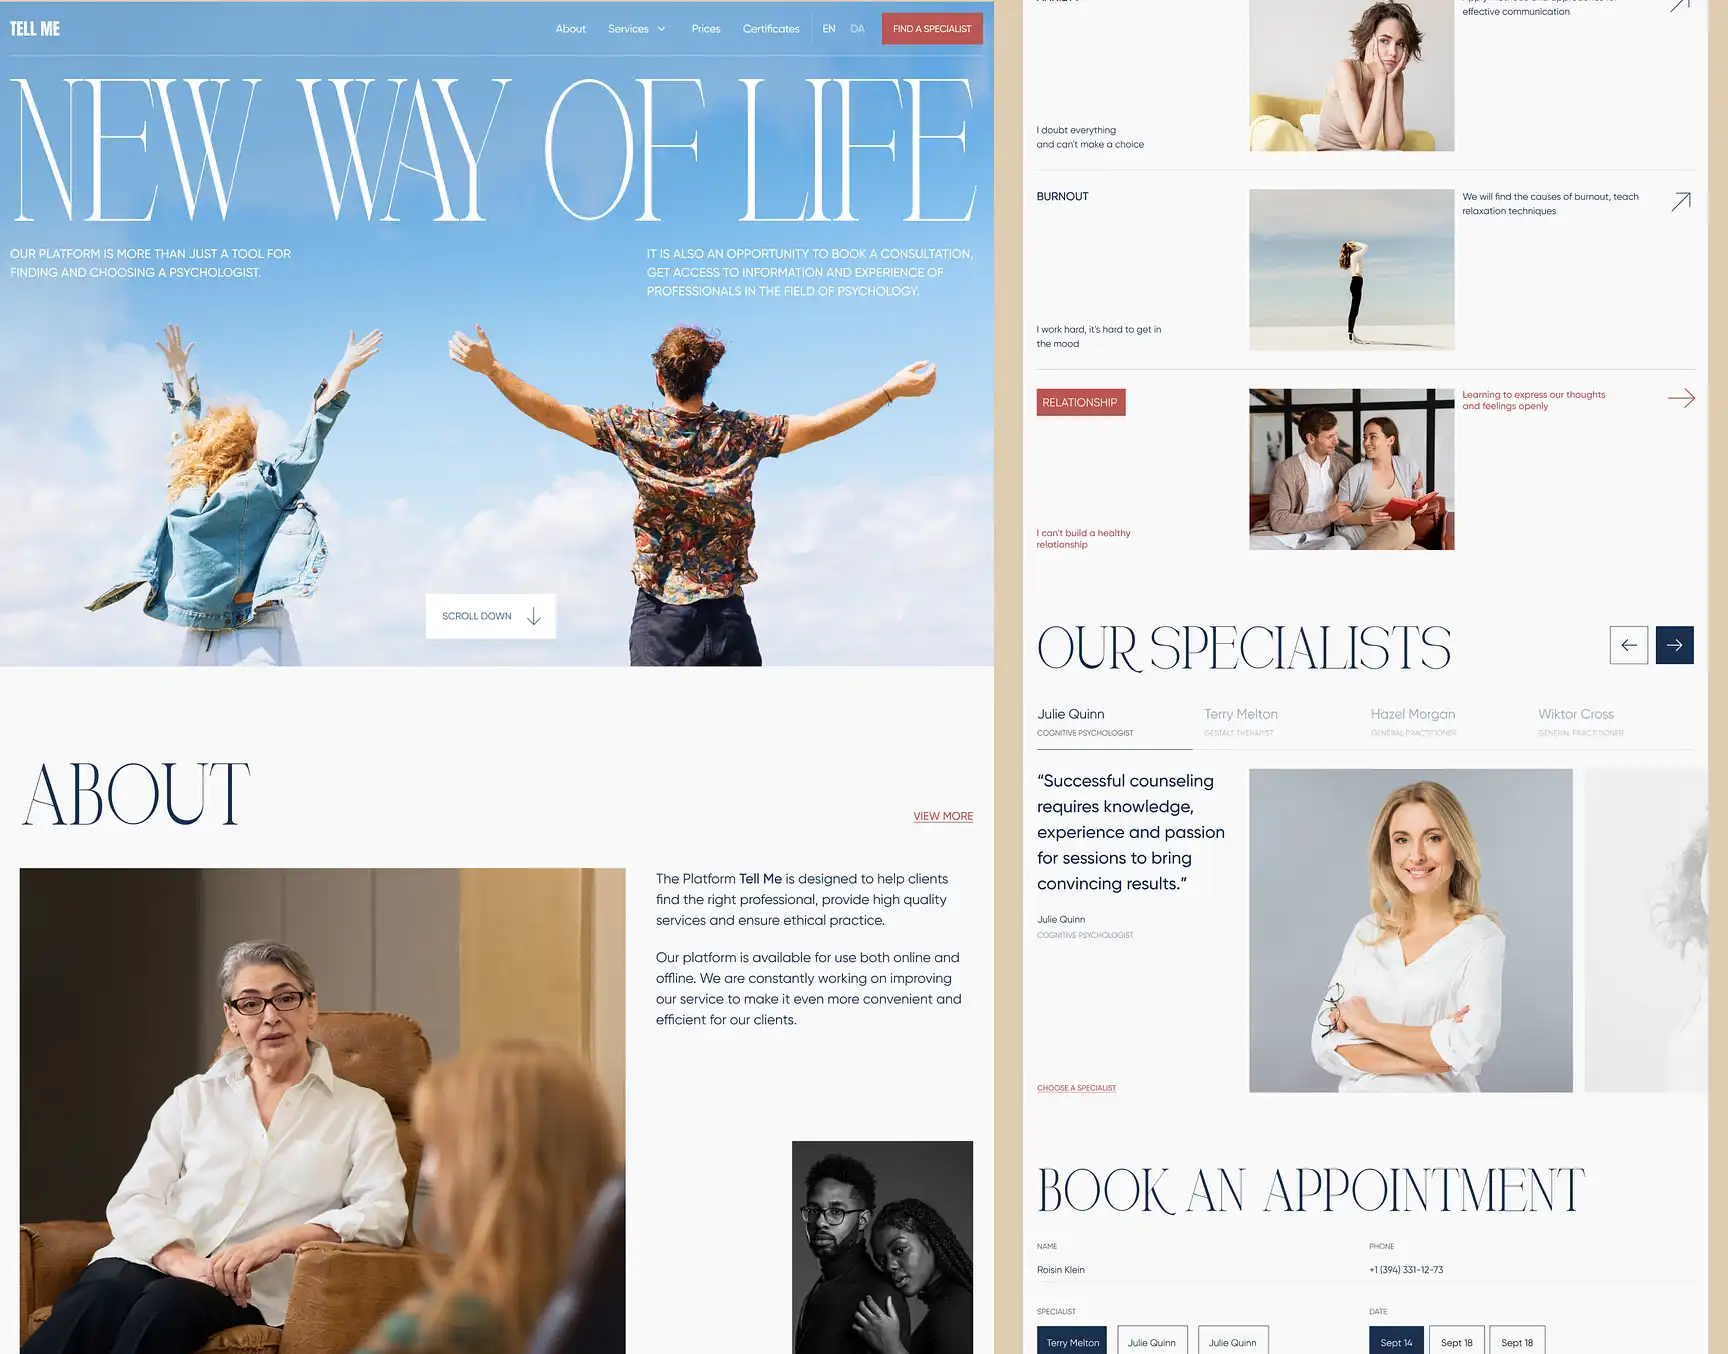 TELL ME
About
Services
Prices
Certificates
EN
DA
FIND A SPECIALIST
NEW WAY OF LIFE
OUR PLATFORM IS MORE THAN JUST A TOOL FOR
FINDING AND CHOOSING A PSYCHOLOGIST.
IT IS ALSO AN OPPORTUNITY TO BOOK A CONSULTATION,
GET ACCESS TO INFORMATION AND EXPERIENCE OF
PROFESSIONALS IN THE FIELD OF PSYCHOLOGY.
SCROLL DOWN
ABOUT
VIEW MORE
The Platform Tell Me is designed to help clients
find the right professional, provide high quality
services and ensure ethical practice.
Our platform is available for use both online and
offline. We are constantly working on improving
our service to make it even more convenient and
efficient for our clients.
effective communication
I doubt everything
and can't make a choice
BURNOUT
We will find the causes of burnout, teach
relaxation techniques
I work hard, it's hard to get in
the mood
RELATIONSHIP
Learning to express our thoughts
and feelings openly
I can't build a healthy
relationship
OUR SPECIALISTS
Julie Quinn
COGNITIVE PSYCHOLOGIST
Terry Melton
GESTALT THERAPIST
Hazel Morgan
GENERAL PRACTITIONER
Wiktor Cross
GENERAL PRACTITIONER
“Successful counseling
requires knowledge,
experience and passion
for sessions to bring
convincing results.”
Julie Quinn
COGNITIVE PSYCHOLOGIST
CHOOSE A SPECIALIST
BOOK AN APPOINTMENT
NAME
Roisin Klein
PHONE
+1 (394) 331-12-73
SPECIALIST
Terry Melton
Julie Quinn
Julie Quinn
DATE
Sept 14
Sept 18
Sept 18